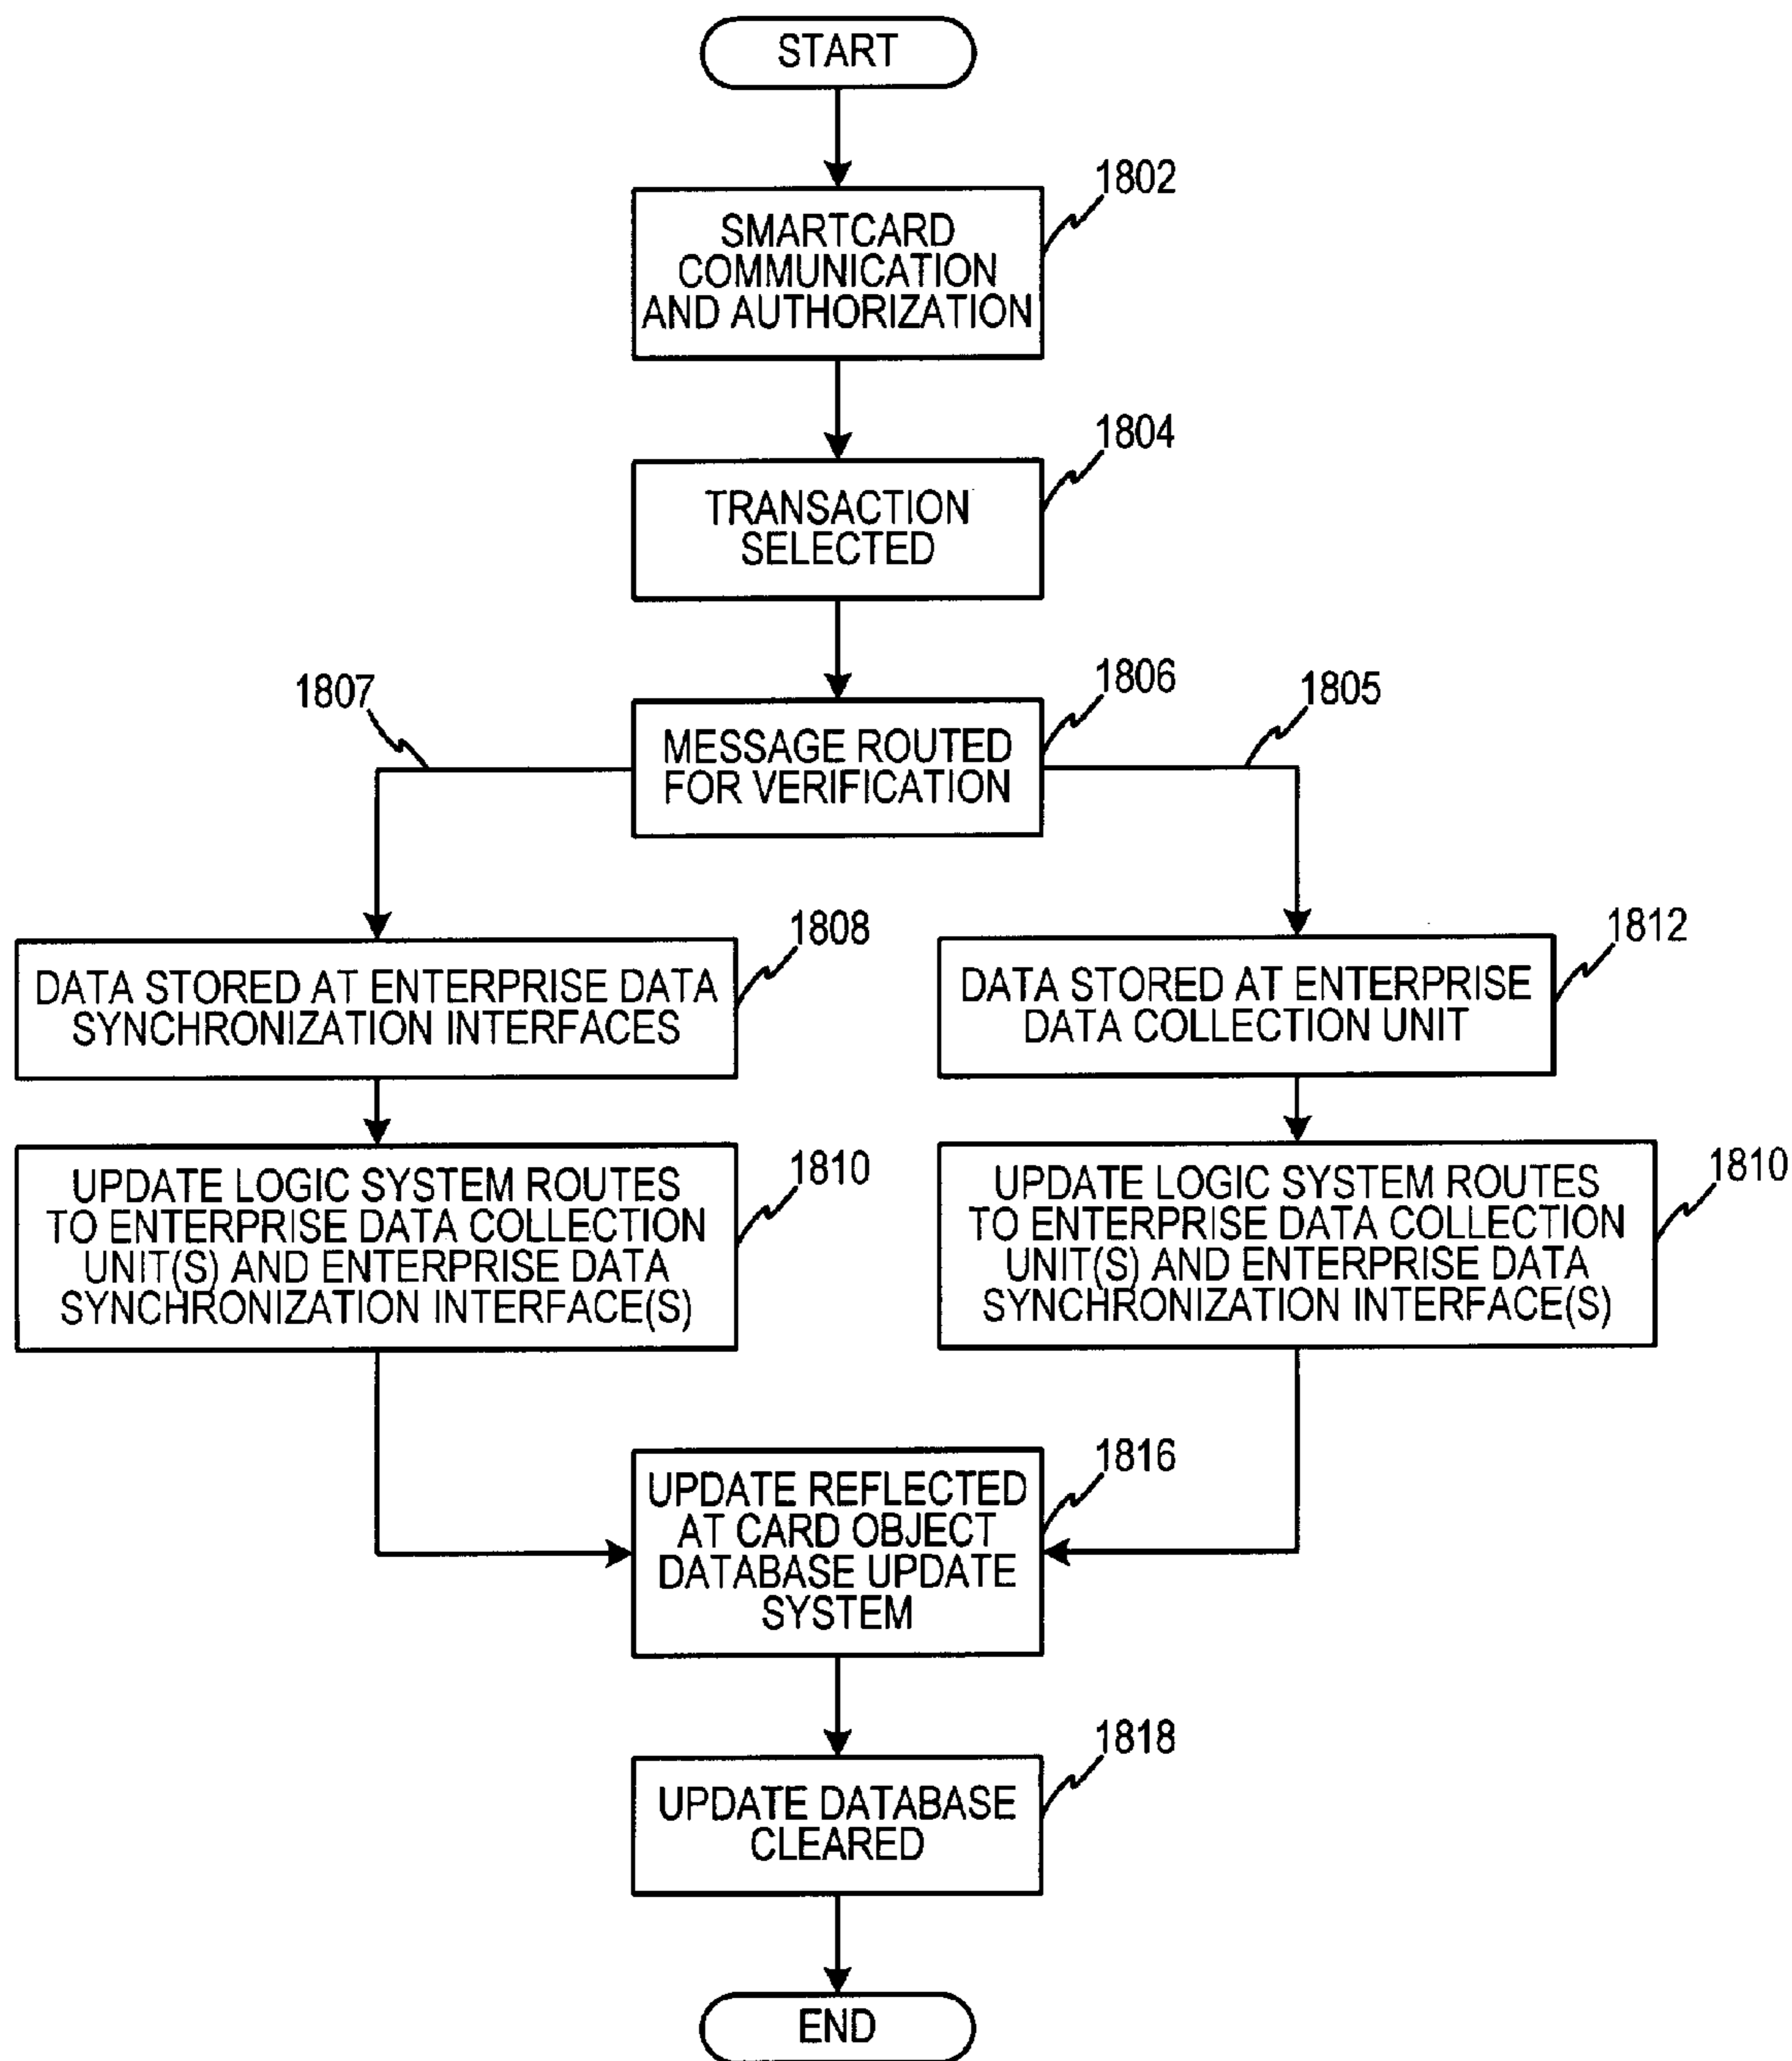 START
1802
SMARTCARD
COMMUNICATION
AND AUTHORIZATION
1804
TRANSACTION
SELECTED
1807
1806
1805
MESSAGE ROUTED
FOR VERIFICATION
1808
DATA STORED AT ENTERPRISE DATA
SYNCHRONIZATION INTERFACES
1812
DATA STORED AT ENTERPRISE
DATA COLLECTION UNIT
1810
UPDATE LOGIC SYSTEM ROUTES
TO ENTERPRISE DATA COLLECTION
UNIT(S) AND ENTERPRISE DATA
SYNCHRONIZATION INTERFACE(S)
1810
UPDATE LOGIC SYSTEM ROUTES
TO ENTERPRISE DATA COLLECTION
UNIT(S) AND ENTERPRISE DATA
SYNCHRONIZATION INTERFACE(S)
1816
UPDATE REFLECTED
AT CARD OBJECT
DATABASE UPDATE
SYSTEM
1818
UPDATE DATABASE
CLEARED
END